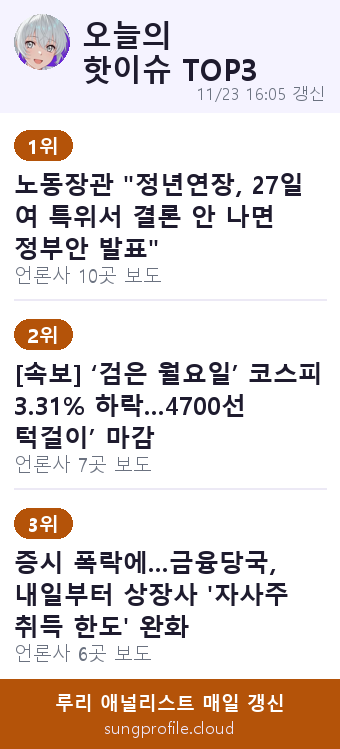 오늘의
핫이슈 TOP3
11/23 16:05 갱신
1위
노동장관 "정년연장, 27일
여 특위서 결론 안 나면
정부안 발표"
언론사 10곳 보도
2위
[속보] ‘검은 월요일’ 코스피
3.31% 하락…4700선
턱걸이’ 마감
언론사 7곳 보도
3위
증시 폭락에…금융당국,
내일부터 상장사 '자사주
취득 한도' 완화
언론사 6곳 보도
루리 애널리스트 매일 갱신
sungprofile.cloud